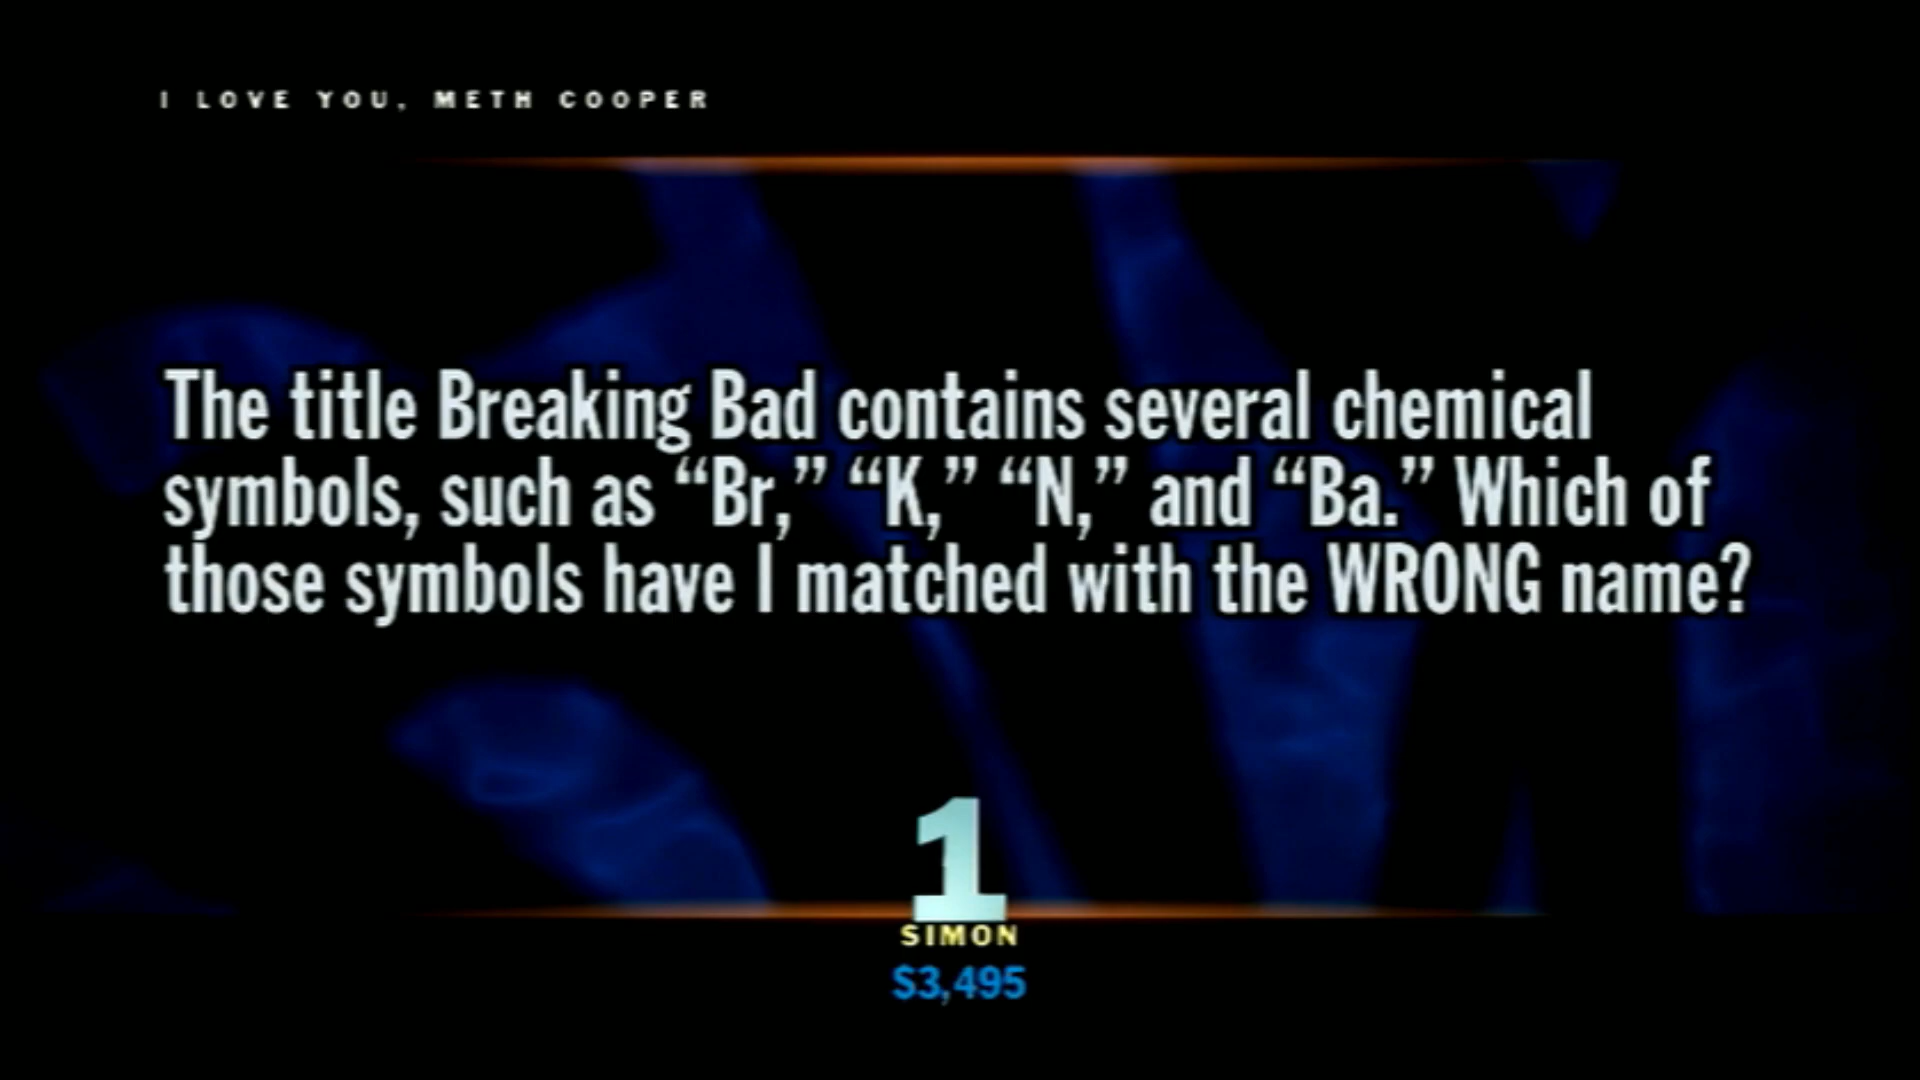 I LOVE YOU, METH COOPER
The title Breaking Bad contains several chemical
symbols, such as “Br,” “K,” “N,” and “Ba.” Which of
those symbols have I matched with the WRONG name?
1
SIMON
$3,495